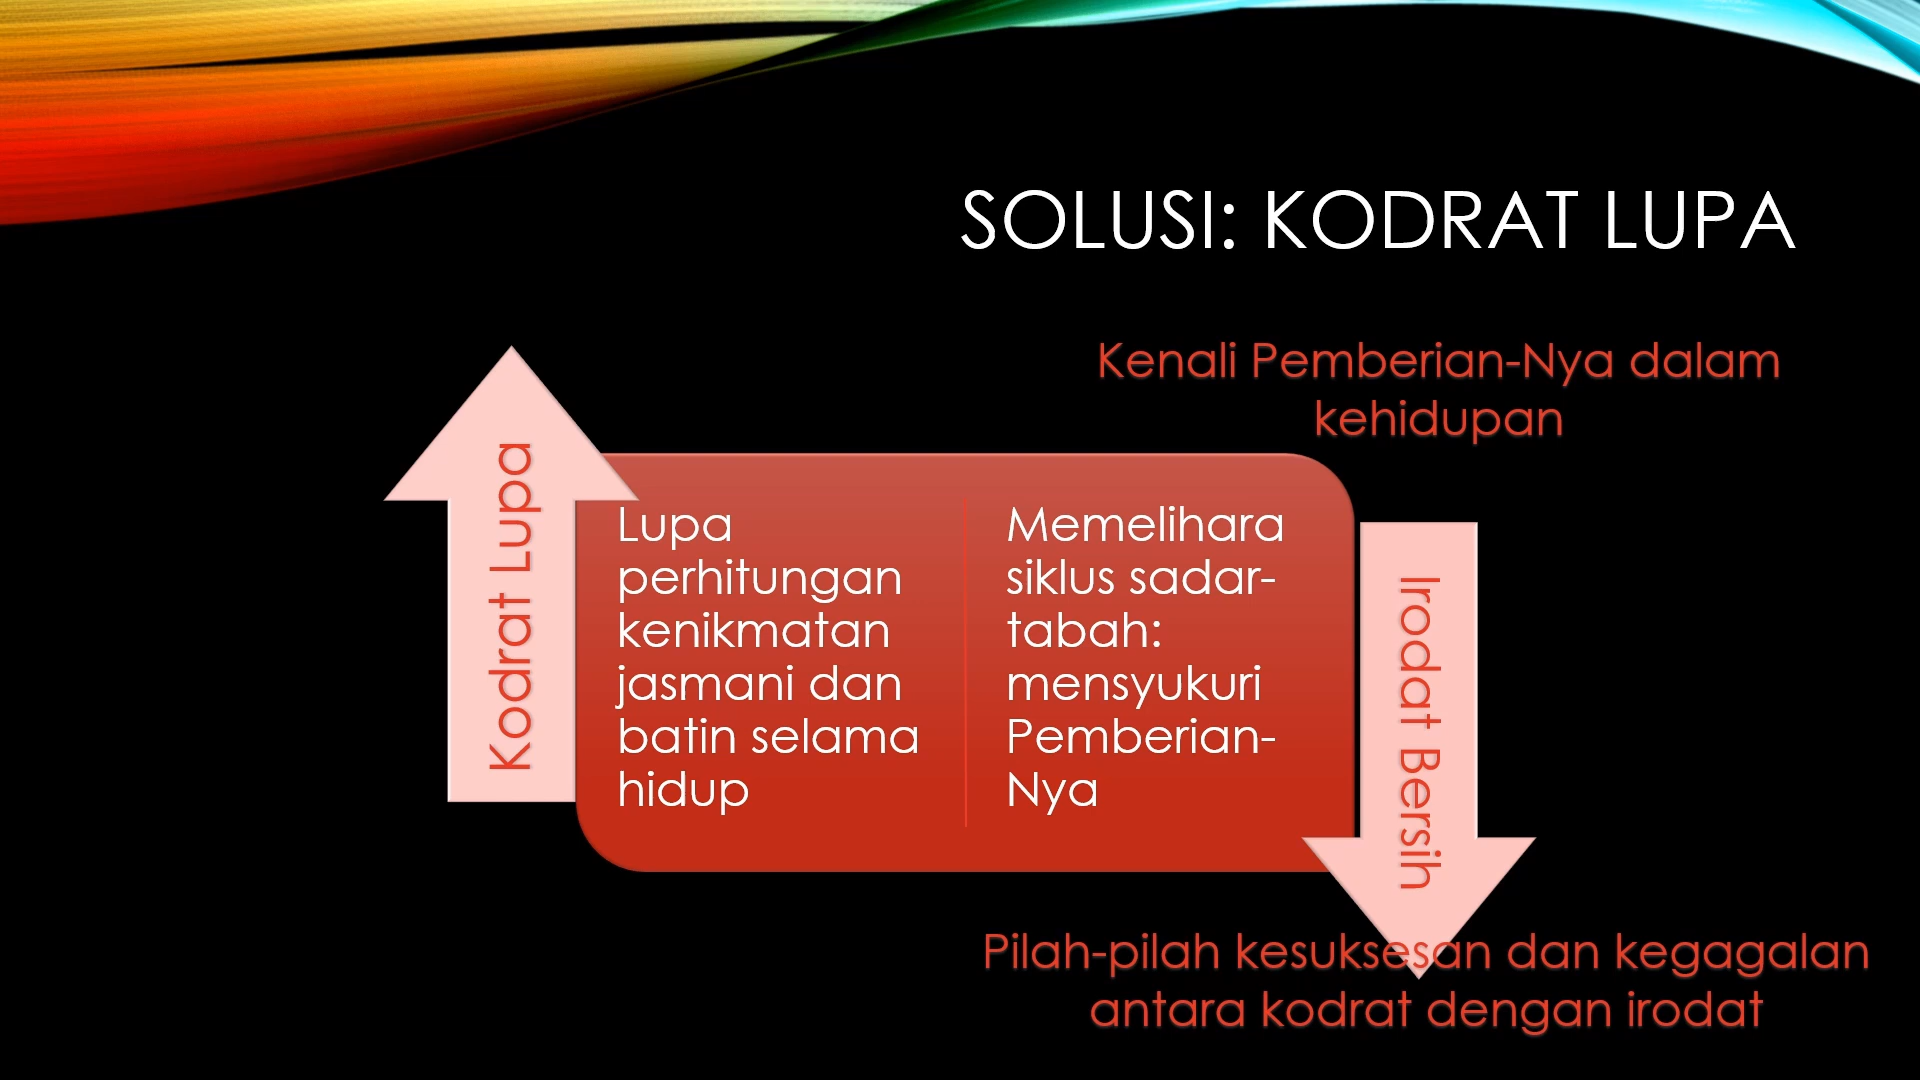 SOLUSI: KODRAT LUPA
Kenali Pemberian-Nya dalam
kehidupan
Kodrat Lupa
Lupa
perhitungan
kenikmatan
jasmani dan
batin selama
hidup
Memelihara
siklus sadar-
tabah:
mensyukuri
Pemberian-
Nya
Irodat Bersih
Pilah-pilah kesuksesan dan kegagalan
antara kodrat dengan irodat